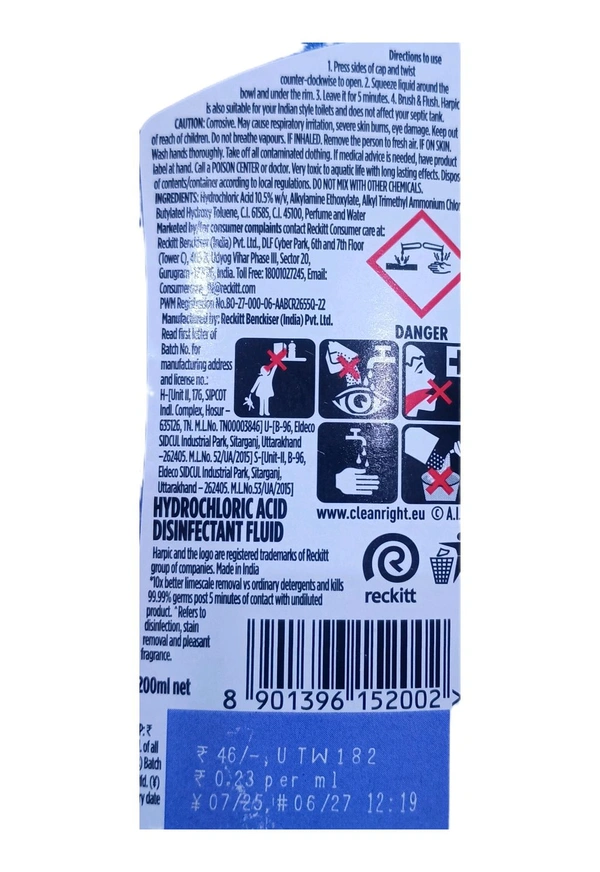 Directions to use
1. Press sides of cap and twist
counter-clockwise to open. 2. Squeeze liquid around the
bowl and under the rim. 3. Leave it for 5 minutes. 4. Brush & Flush. Harpic
is also suitable for your Indian style toilets and does not affect your septic tank.
CAUTION: Corrosive. May cause respiratory irritation, severe skin burns, eye damage. Keep out
of reach of children. Do not breathe vapours. IF INHALED. Remove the person to fresh air. IF ON SKIN.
Wash hands thoroughly. Take off all contaminated clothing. If medical advice is needed, have product
label at hand. Call a POISON CENTER or doctor. Very toxic to aquatic life with long lasting effects. Dispos
of contents/container according to local regulations. DO NOT MIX WITH OTHER CHEMICALS.
INGREDIENTS: Hydrochloric Acid 10.5% w/v, Alkylamine Ethoxylate, Alkyl Trimethyl Ammonium Chlor
Butylated Hydroxy Toluene, C.I. 61585, C.I. 45100, Perfume and Water
Marketed by/for consumer complaints contact Reckitt Consumer care at:
Reckitt Benckiser (India) Pvt. Ltd., DLF Cyber Park, 6th and 7th Floor
(Tower C), Udyog Vihar Phase III, Sector 20,
Gurugram India. Toll Free: 18001027245, Email:
@reckitt.com
PWM Registration No.BO-27-000-06-AABCR2655Q-22
Manufactured by: Reckitt Benckiser (India) Pvt. Ltd.
Read first letter of
Batch No. for
manufacturing address
and license no.:
H-[Unit II, 176, SIPCOT
Indl. Complex, Hosur –
635126, TN. M.L.No. TN00003846] U-[B-96, Eldeco
SIDCUL Industrial Park, Sitarganj, Uttarakhand
–262405. M.L.No. 52/UA/2015] S-[Unit-II, B-96,
Eldeco SIDCUL Industrial Park, Sitarganj,
Uttarakhand – 262405. M.L.No.53/UA/2015]
DANGER
www.cleanright.eu © A.I.
HYDROCHLORIC ACID
DISINFECTANT FLUID
Harpic and the logo are registered trademarks of Reckitt
group of companies. Made in India
*10x better limescale removal vs ordinary detergents and kills
99.99% germs post 5 minutes of contact with undiluted
product. ^Refers to
disinfection, stain
removal and pleasant
fragrance.
reckitt
200ml net
8 901396 152002 >
P: ₹
. of all
) Batch
fd. (¥)
ry date
₹ 46/-, U TW182
₹ 0.23 per ml
¥ 07/25, # 06/27 12:19